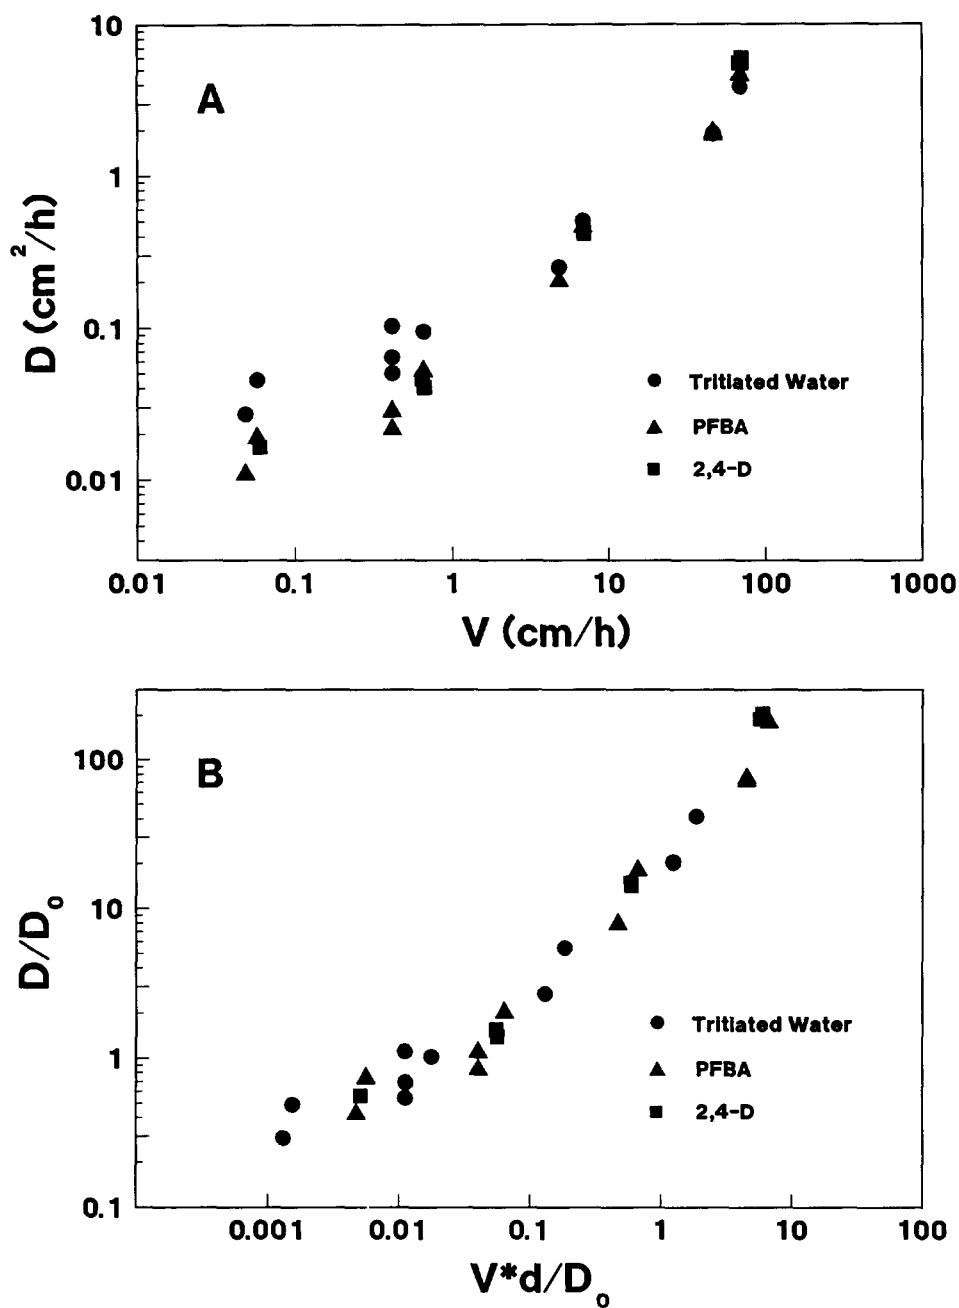 10
A
1
D (cm²/h)
0.1
Tritiated Water
PFBA
2,4-D
0.01
0.01 0.1 1 10 100 1000
V (cm/h)
B
100
10
D/D₀
Tritiated Water
PFBA
1
2,4-D
0.1
0.001 0.01 0.1 1 10 100
V*d/D₀